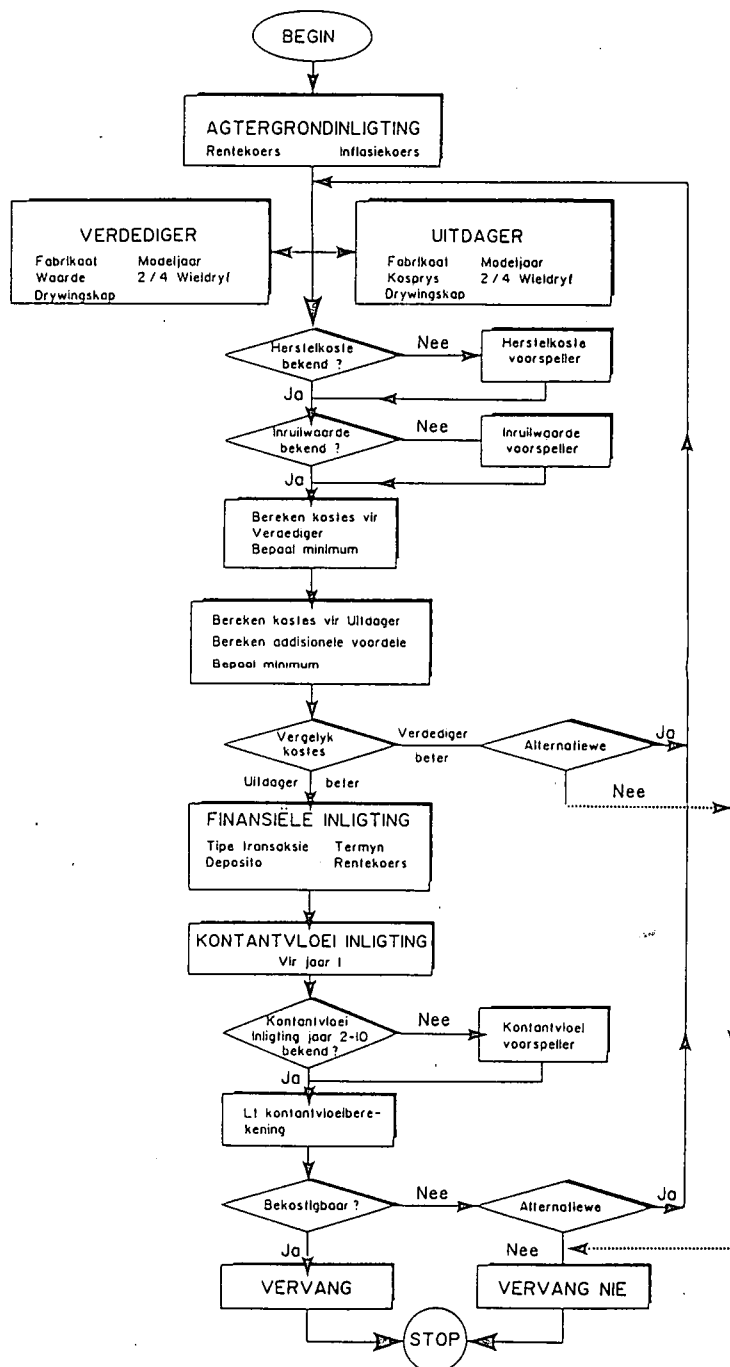 BEGIN
AGTERGRONDINLIGTING
Rentekoers Inflasiekoers
VERDEDIGER
Fabrikaat Modeljaar
Waarde 2 / 4 Wieldryf
Drywingskap
UITDAGER
Fabrikaat Modeljaar
Kosprys 2 / 4 Wieldryf
Drywingskap
Herstelkoste
bekend ?
Nee
Herstelkoste
voorspeller
Ja
Inruilwaarde
bekend ?
Nee
Inruilwaarde
voorspeller
Ja
Bereken kostes vir
Verdediger
Bepaal minimum
Bereken kostes vir Uitdager
Bereken addisionele voordele
Bepaal minimum
Vergelyk
kostes
Verdediger
beter
Alternatiewe
Ja
Nee
Uitdager beter
FINANSIËLE INLIGTING
Tipe transaksie Termyn
Deposito Rentekoers
KONTANTVLOEI INLIGTING
Vir jaar 1
Kontantvloei
Inligting jaar 2-10
bekend ?
Nee
Kontantvloei
voorspeller
Ja
Lt kontantvloeibere-
kening
Bekostigbaar ?
Nee
Alternatiewe
Ja
Ja
Nee
VERVANG
VERVANG NIE
STOP